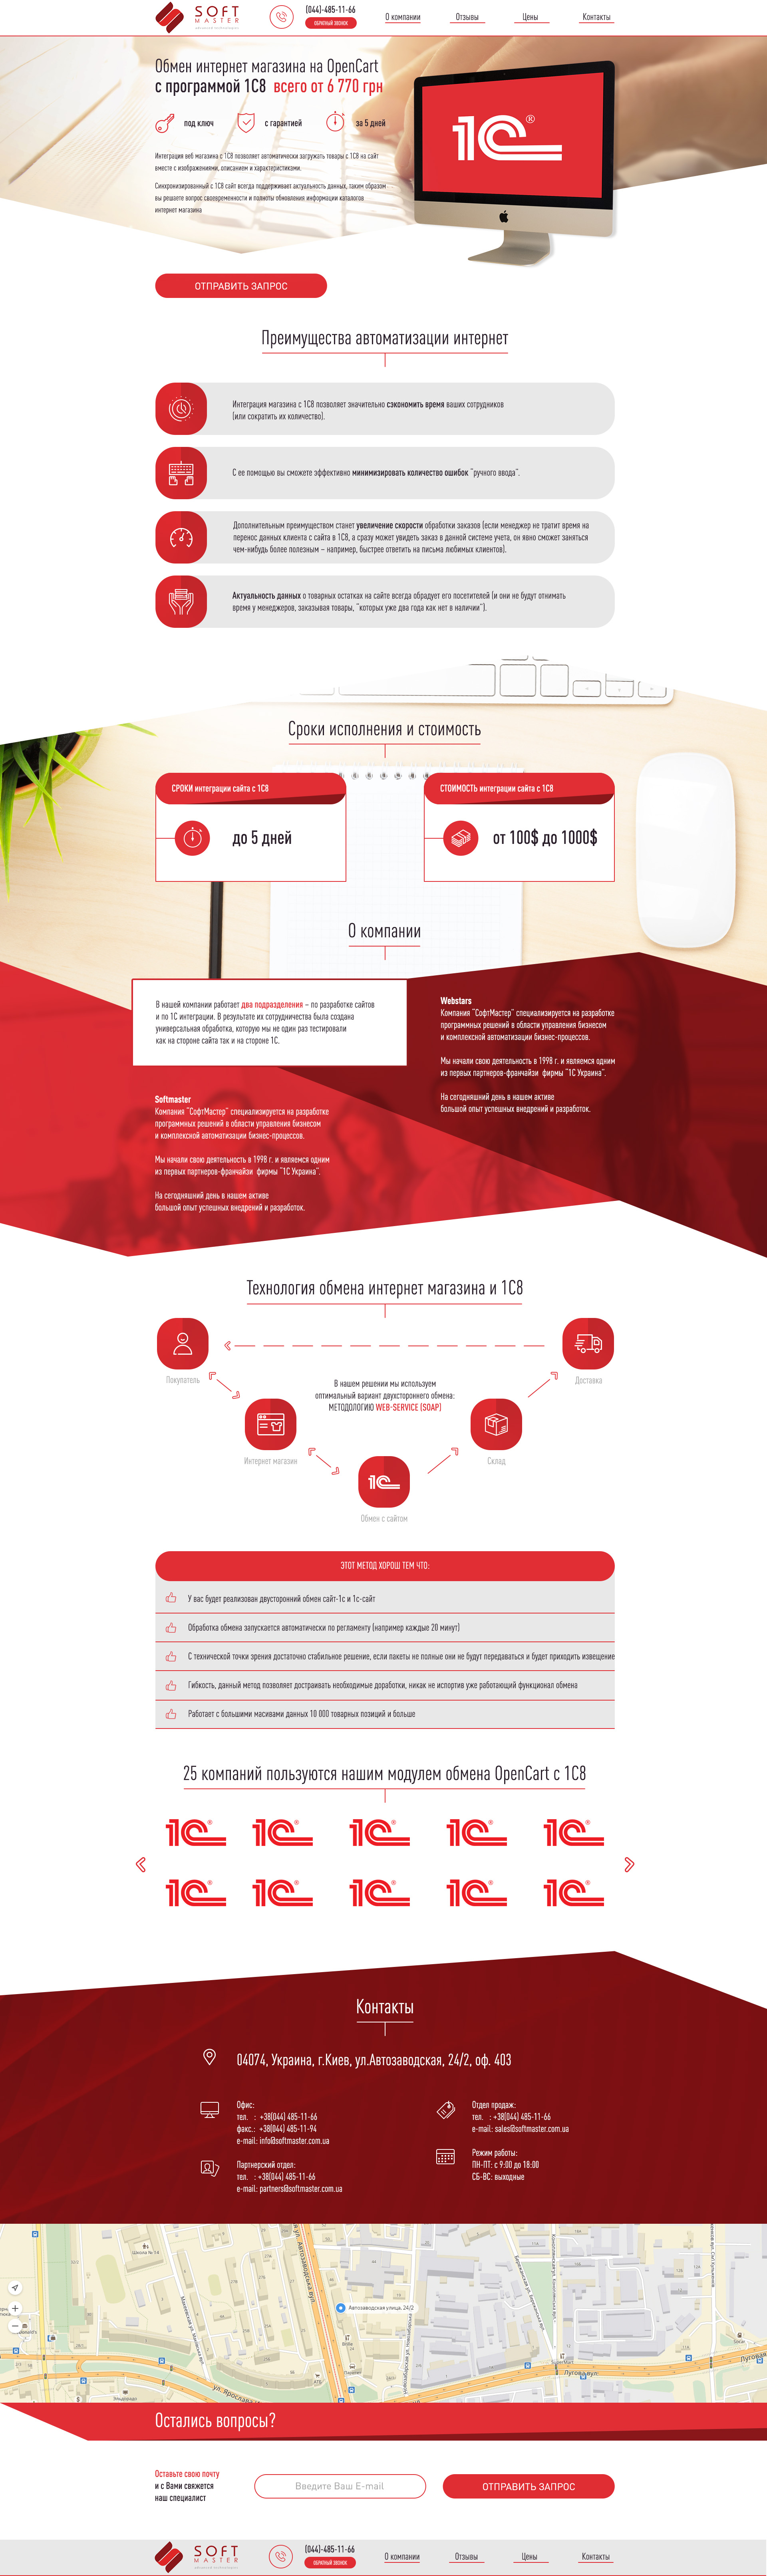 SOFT
MASTER
(044)-485-11-66
ОБРАТНЫЙ ЗВОНОК
О компании
Отзывы
Цены
Контакты
Обмен интернет магазина на OpenCart
с программой 1С8 всего от 6 770 грн
под ключ
с гарантией
за 5 дней
Интеграция веб магазина с 1С8 позволяет автоматически загружать товары с 1С8 на сайт
вместе с изображениями, описанием и характеристиками.
Синхронизированный с 1С8 сайт всегда поддерживает актуальность данных, таким образом
вы решаете вопрос своевременности и полноты обновления информации каталогов
интернет магазина
1С®
ОТПРАВИТЬ ЗАПРОС
Преимущества автоматизации интернет
Интеграция магазина с 1С8 позволяет значительно сэкономить время ваших сотрудников
(или сократить их количество).
С ее помощью вы сможете эффективно минимизировать количество ошибок "ручного ввода".
Дополнительным преимуществом станет увеличение скорости обработки заказов (если менеджер не тратит время на
перенос данных клиента с сайта в 1С8, а сразу может увидеть заказ в данной системе учета, он явно сможет заняться
чем-нибудь более полезным – например, быстрее ответить на письма любимых клиентов).
Актуальность данных о товарных остатках на сайте всегда обрадует его посетителей (и они не будут отнимать
время у менеджеров, заказывая товары, "которых уже два года как нет в наличии").
Сроки исполнения и стоимость
СРОКИ интеграции сайта с 1С8
до 5 дней
СТОИМОСТЬ интеграции сайта с 1С8
от 100$ до 1000$
О компании
В нашей компании работает два подразделения – по разработке сайтов
и по 1С интеграции. В результате их сотрудничества была создана
универсальная обработка, которую мы не один раз тестировали
как на стороне сайта так и на стороне 1С.
Webstars
Компания "СофтМастер" специализируется на разработке
программных решений в области управления бизнесом
и комплексной автоматизации бизнес-процессов.
Мы начали свою деятельность в 1998 г. и являемся одним
из первых партнеров-франчайзи фирмы "1С Украина".
На сегодняшний день в нашем активе
большой опыт успешных внедрений и разработок.
Softmaster
Компания "СофтМастер" специализируется на разработке
программных решений в области управления бизнесом
и комплексной автоматизации бизнес-процессов.
Мы начали свою деятельность в 1998 г. и являемся одним
из первых партнеров-франчайзи фирмы "1С Украина".
На сегодняшний день в нашем активе
большой опыт успешных внедрений и разработок.
Технология обмена интернет магазина и 1С8
Покупатель
Доставка
В нашем решении мы используем
оптимальный вариант двухстороннего обмена:
МЕТОДОЛОГИЮ WEB-SERVICE (SOAP)
Интернет магазин
Склад
1С
Обмен с сайтом
ЭТОТ МЕТОД ХОРОШ ТЕМ ЧТО:
У вас будет реализован двусторонний обмен сайт-1с и 1с-сайт
Обработка обмена запускается автоматически по регламенту (например каждые 20 минут)
С технической точки зрения достаточно стабильное решение, если пакеты не полные они не будут передаваться и будет приходить извещение
Гибкость, данный метод позволяет достраивать необходимые доработки, никак не испортив уже работающий функционал обмена
Работает с большими масивами данных 10 000 товарных позиций и больше
25 компаний пользуются нашим модулем обмена OpenCart с 1С8
1С® 1С® 1С® 1С® 1С®
1С® 1С® 1С® 1С® 1С®
Контакты
04074, Украина, г.Киев, ул.Автозаводская, 24/2, оф. 403
Офис:
тел. : +38(044) 485-11-66
факс.: +38(044) 485-11-94
e-mail: info@softmaster.com.ua
Партнерский отдел:
тел. : +38(044) 485-11-66
e-mail: partners@softmaster.com.ua
Отдел продаж:
тел. : +38(044) 485-11-66
e-mail: sales@softmaster.com.ua
Режим работы:
ПН-ПТ: с 9:00 до 18:00
СБ-ВС: выходные
Автозаводская улица, 24/2
Остались вопросы?
Оставьте свою почту
и с Вами свяжется
наш специалист
Введите Ваш E-mail
ОТПРАВИТЬ ЗАПРОС
SOFT
MASTER
(044)-485-11-66
ОБРАТНЫЙ ЗВОНОК
О компании
Отзывы
Цены
Контакты